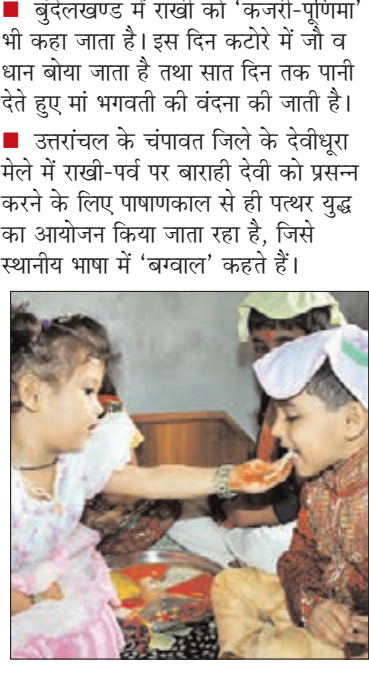 ■ बुंदेलखण्ड में राखी को ‘कजरी-पूर्णिमा’
भी कहा जाता है। इस दिन कटोरे में जौ व
धान बोया जाता है तथा सात दिन तक पानी
देते हुए मां भगवती की वंदना की जाती है।
■ उत्तरांचल के चंपावत जिले के देवीधूरा
मेले में राखी-पर्व पर बाराही देवी को प्रसन्न
करने के लिए पाषाणकाल से ही पत्थर युद्ध
का आयोजन किया जाता रहा है, जिसे
स्थानीय भाषा में ‘बग्वाल’ कहते हैं।